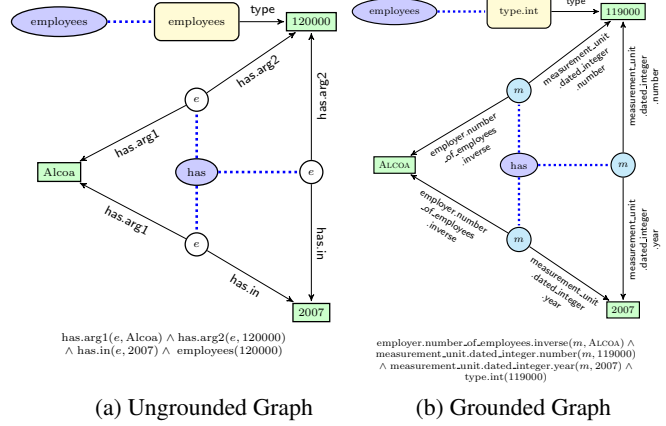 employees
employees
type
120000
has.arg2
e
has.arg2
has.arg1
Alcoa
has
e
has.arg1
e
has.in
has.in
2007
has.arg1(e, Alcoa) ∧ has.arg2(e, 120000)
∧ has.in(e, 2007) ∧ employees(120000)
(a) Ungrounded Graph
employees
type.int
type
119000
measurement_unit
.dated_integer
.number
m
measurement_unit
.dated_integer
.number
employer.number
_of_employees
.inverse
ALCOA
has
m
employer.number
_of_employees
.inverse
m
measurement_unit
.dated_integer
.year
measurement_unit
.dated_integer
.year
2007
employer.number_of_employees.inverse(m, ALCOA) ∧
measurement_unit.dated_integer.number(m, 119000)
∧ measurement_unit.dated_integer.year(m, 2007) ∧
type.int(119000)
(b) Grounded Graph